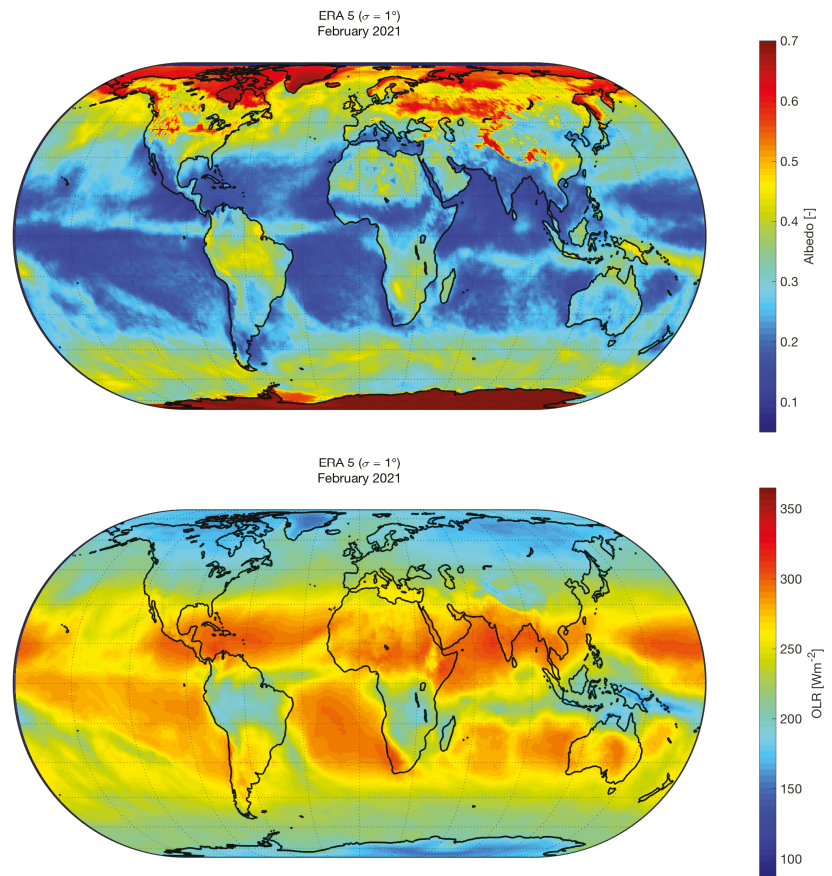 ERA 5 (σ = 1°)
February 2021
0.7
0.6
0.5
0.4
0.3
0.2
0.1
Albedo [-]
ERA 5 (σ = 1°)
February 2021
350
300
250
200
150
100
OLR [Wm⁻²]